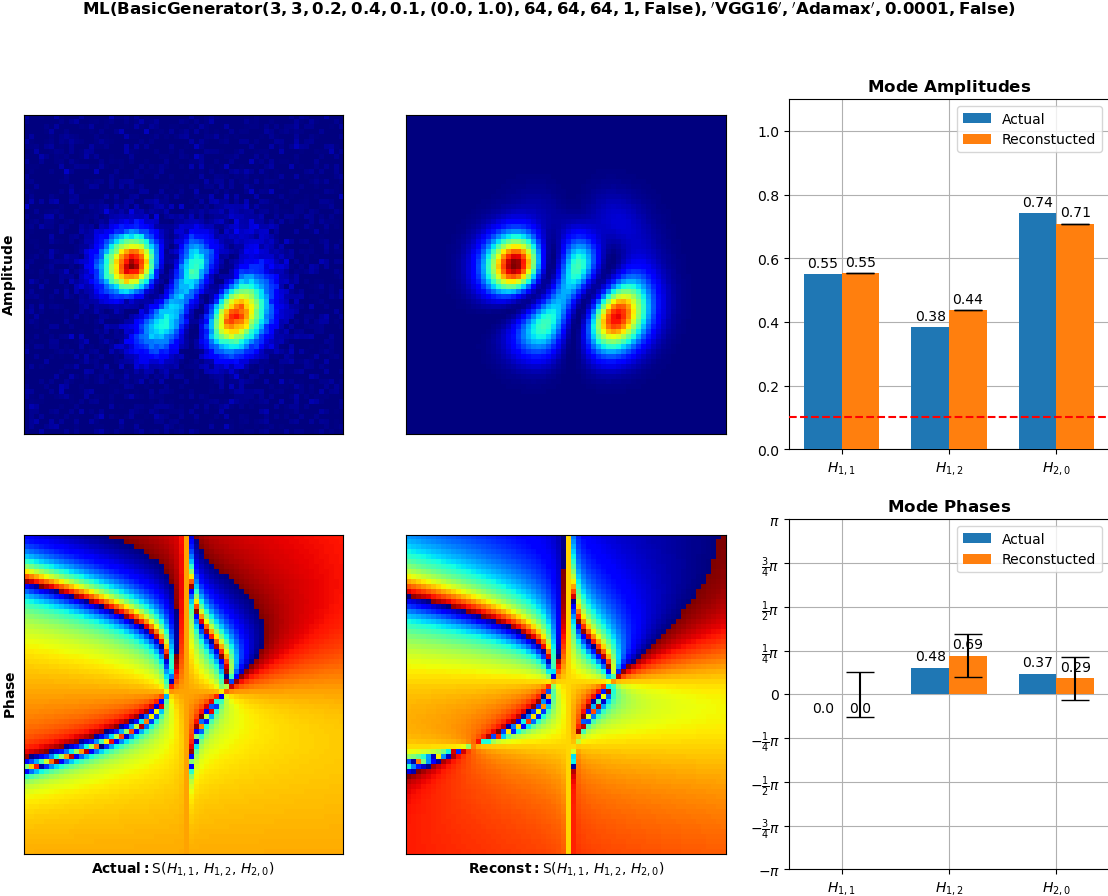 ML(BasicGenerator(3, 3, 0.2, 0.4, 0.1, (0.0, 1.0), 64, 64, 64, 1, False), ′VGG16′, ′Adamax′, 0.0001, False)
Mode Amplitudes
Actual
Reconstucted
1.0
0.8
0.6
0.4
0.2
0.0
0.55
0.55
0.38
0.44
0.74
0.71
H₁,₁
H₁,₂
H₂,₀
Amplitude
Mode Phases
Actual
Reconstucted
π
¾π
½π
¼π
0
−¼π
−½π
−¾π
−π
0.0
0.0
0.48
0.69
0.37
0.29
H₁,₁
H₁,₂
H₂,₀
Phase
Actual: S(H₁,₁, H₁,₂, H₂,₀)
Reconst: S(H₁,₁, H₁,₂, H₂,₀)